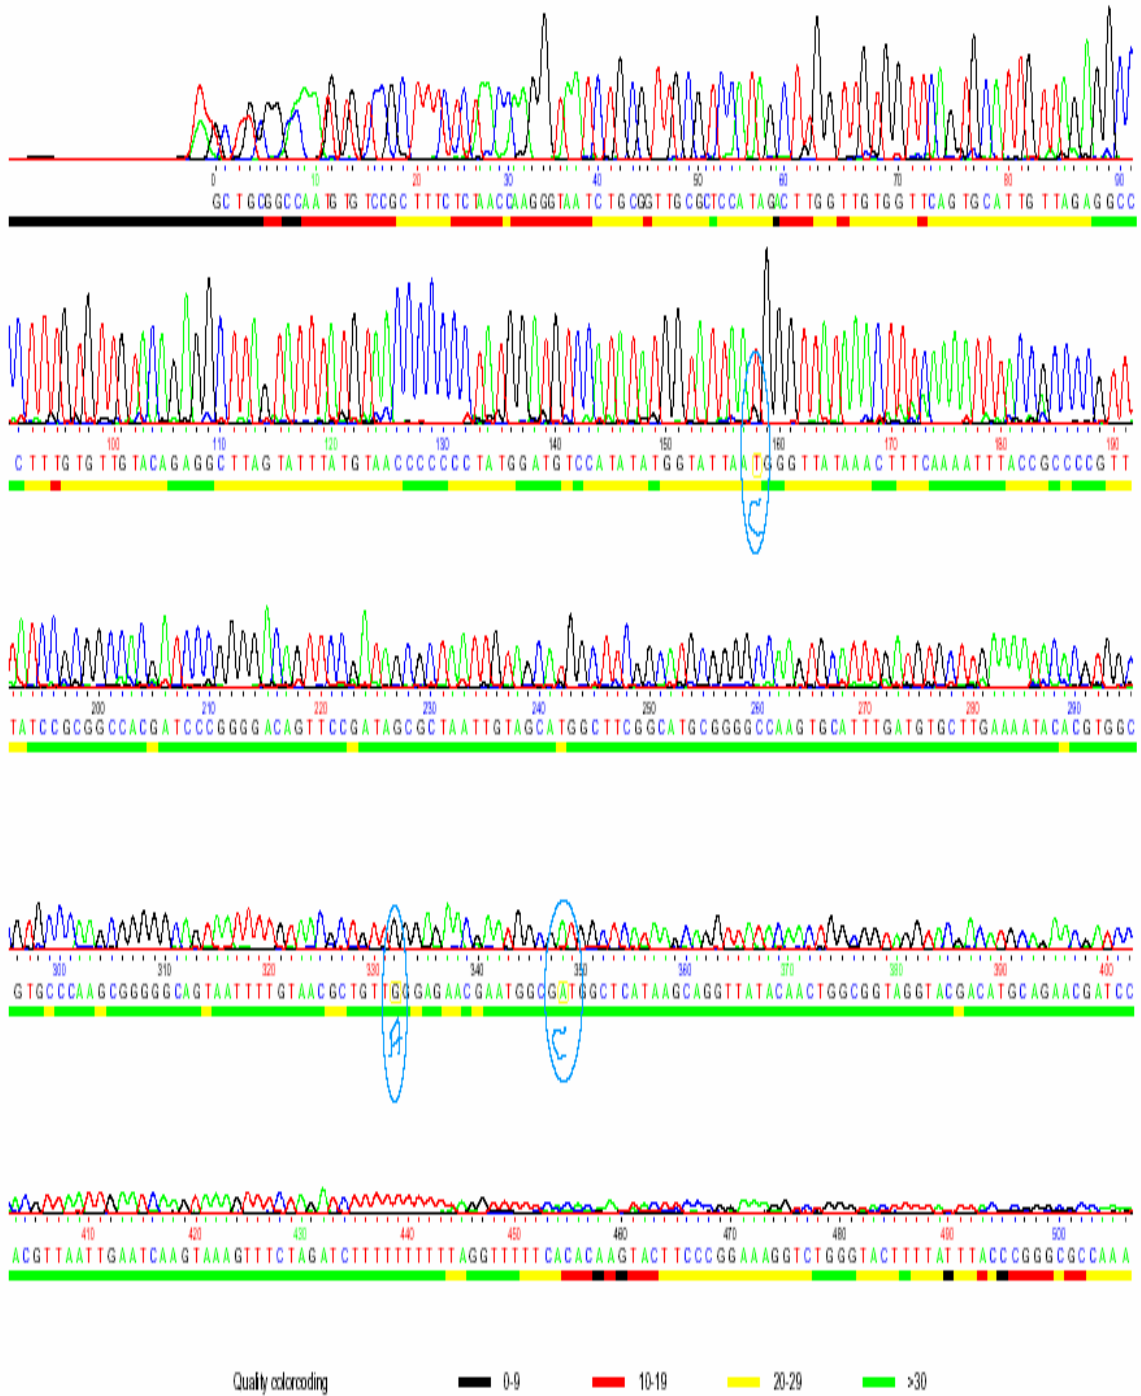 0 10 20 30 40 50 60 70 80 90
GCTGCGGCCAATGTGTCCGCTTTCTCTAACCAAGGGTAATCTGCGGTTGCGCTCCATAGACTTGGTTGTGGTTCAGTGCATTGTTAGAGGCC
100 110 120 130 140 150 160 170 180 190
CTTTGTGTTGTACAGAGGCTTAGTATTTATGTAACCCCCCCTATGGATGTCCATATATGGTATTAATGGGTTATAAACTTTCAAAATTTACCGCCCCGTT
C
200 210 220 230 240 250 260 270 280 290
TATCCGCGGCCACGATCCCCGGGGACAGTTCCGATAGCGCTAATTGTAGCATGGCTTCGGCATGCGGGGCCAAGTGCATTTGATGTGCTTGAAAATACACGTGGC
300 310 320 330 340 350 360 370 380 390 400
GTGCCCAAGCGGGGGCAGTAATTTTGTAACGCTGTTGGGAGAACGAATGGCGATGGCTCATAAGCAGGTTATACAACTGGCGGTAGGTACGACATGCAGAACGATCC
A C
410 420 430 440 450 460 470 480 490 500
ACGTTAATTGAATCAAGTAAAGTTTCTAGATCTTTTTTTTTTAGGTTTTTCACACAAGTACTTCCCGGAAAGGTCTGGGTACTTTTATTTACCCGGGCGCCAAA
Quality colorcoding 0-9 10-19 20-29 >30